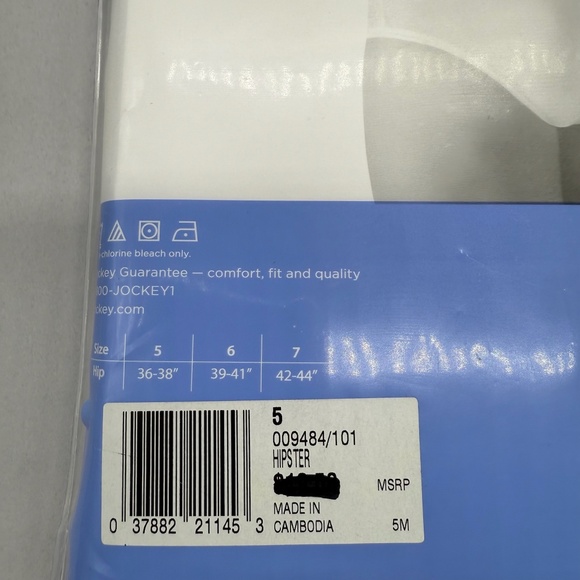 chlorine bleach only.
key Guarantee — comfort, fit and quality
00-JOCKEY1
key.com
Size 5 6 7
Hip 36-38" 39-41" 42-44"
5
009484/101
HIPSTER
MSRP
MADE IN
CAMBODIA 5M
0 37882 21145 3